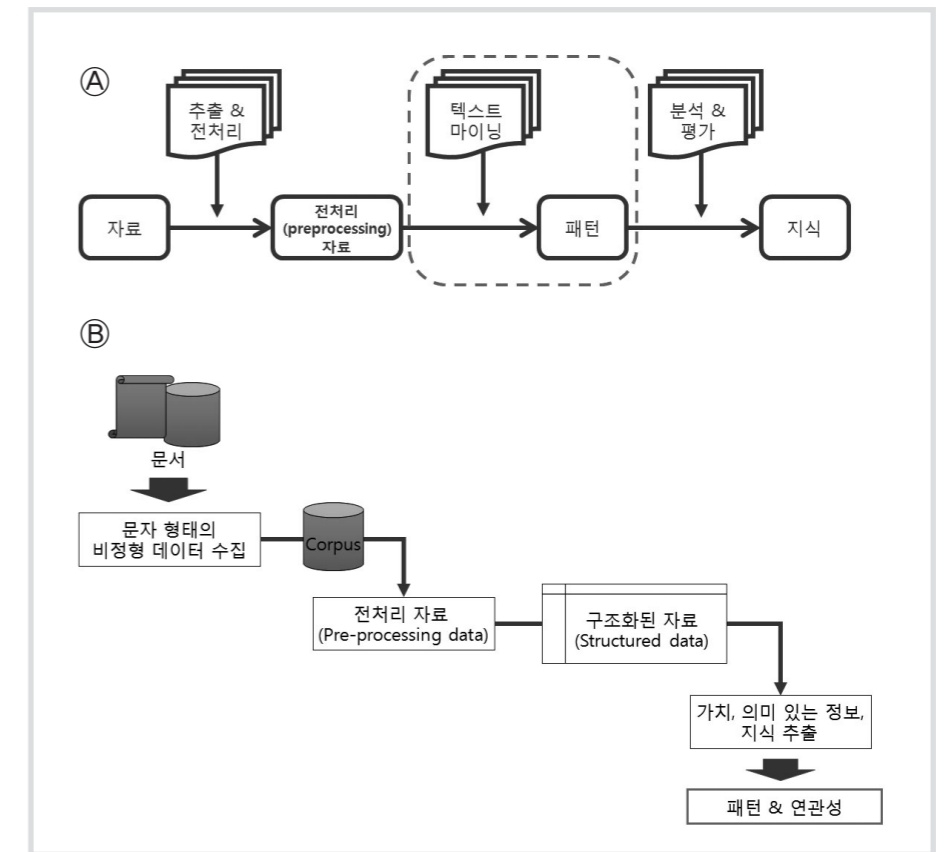 Ⓐ
추출 &
전처리
텍스트
마이닝
분석 &
평가
자료
전처리
(preprocessing)
자료
패턴
지식
Ⓑ
문서
문자 형태의
비정형 데이터 수집
Corpus
전처리 자료
(Pre-processing data)
구조화된 자료
(Structured data)
가치, 의미 있는 정보,
지식 추출
패턴 & 연관성